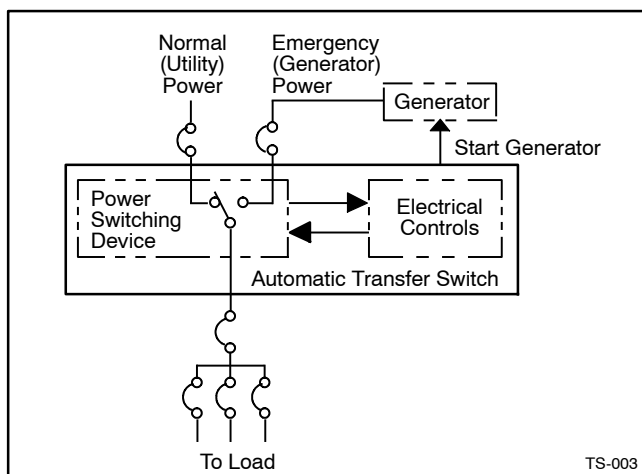 Normal
(Utility)
Power
Emergency
(Generator)
Power
Generator
Start Generator
Power
Switching
Device
Electrical
Controls
Automatic Transfer Switch
To Load
TS-003